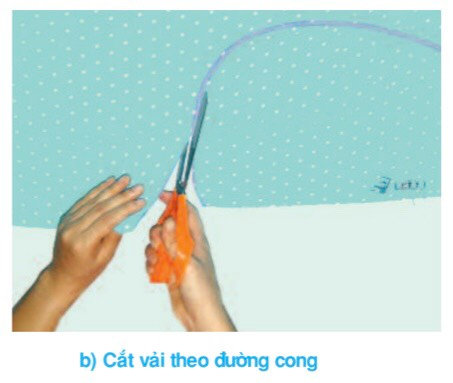 b) Cắt vải theo đường cong